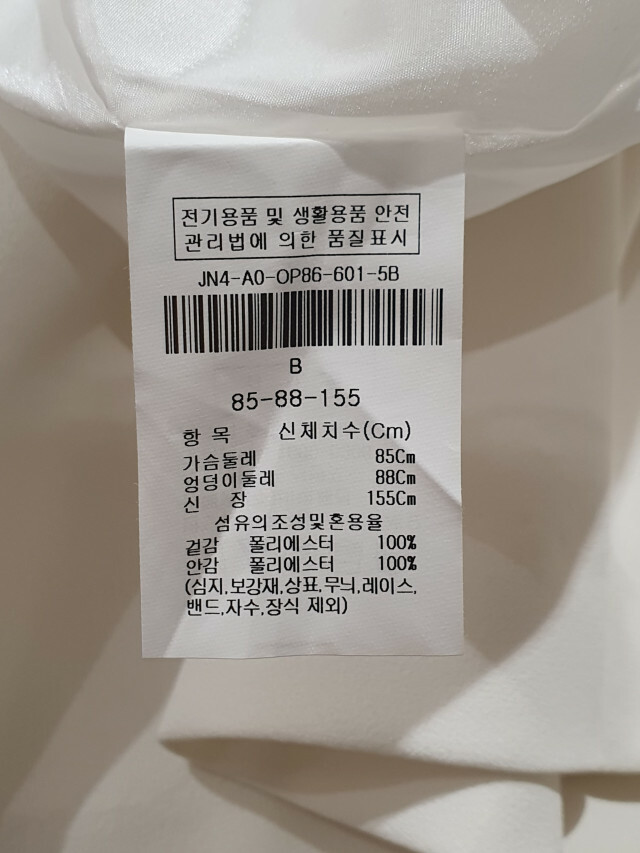 전기용품 및 생활용품 안전
관리법에 의한 품질표시
JN4-A0-OP86-601-5B
B
85-88-155
항 목 신체치수(Cm)
가슴둘레 85Cm
엉덩이둘레 88Cm
신 장 155Cm
섬유의조성및혼용율
겉감 폴리에스터 100%
안감 폴리에스터 100%
(심지,보강재,상표,무늬,레이스,
밴드,자수,장식 제외)